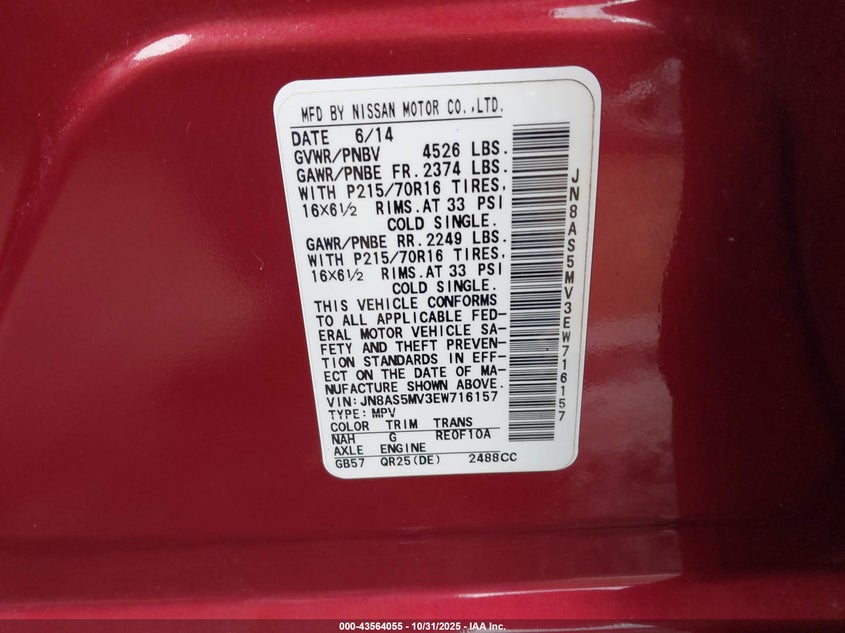 MFD BY NISSAN MOTOR CO.,LTD.
DATE 6/14
GVWR/PNBV 4526 LBS.
GAWR/PNBE FR. 2374 LBS.
WITH P215/70R16 TIRES,
16X6½ RIMS. AT 33 PSI
COLD SINGLE.
GAWR/PNBE RR. 2249 LBS.
WITH P215/70R16 TIRES,
16X6½ RIMS. AT 33 PSI
COLD SINGLE.
THIS VEHICLE CONFORMS
TO ALL APPLICABLE FED-
ERAL MOTOR VEHICLE SA-
FETY AND THEFT PREVEN-
TION STANDARDS IN EFF-
ECT ON THE DATE OF MA-
NUFACTURE SHOWN ABOVE.
VIN: JN8AS5MV3EW716157
TYPE: MPV
COLOR TRIM TRANS
NAH G RE0F10A
AXLE ENGINE
GB57 QR25(DE) 2488CC
JN8AS5MV3EW716157
000-43564055 - 10/31/2025 - IAA Inc.